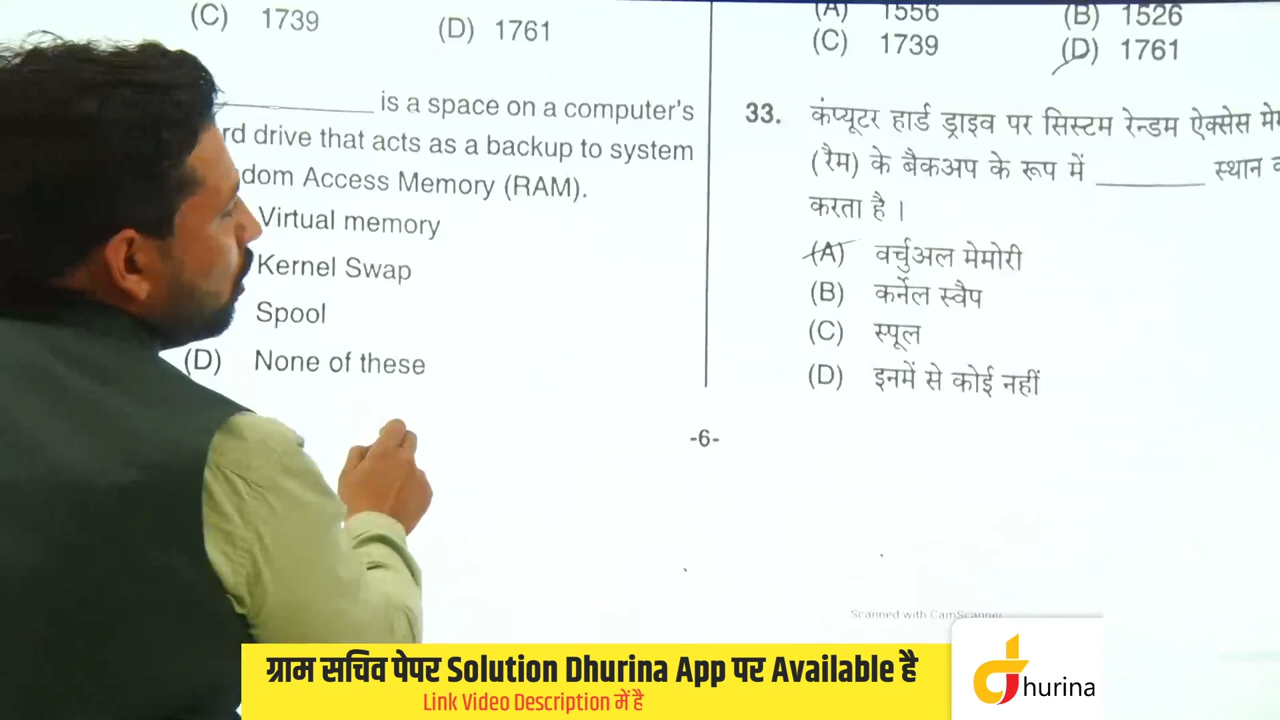 (C) 1739
(D) 1761
is a space on a computer's
rd drive that acts as a backup to system
dom Access Memory (RAM).
Virtual memory
Kernel Swap
Spool
(D) None of these
(A) 1556
(B) 1526
(C) 1739
(D) 1761
33. कंप्यूटर हार्ड ड्राइव पर सिस्टम रेन्डम ऐक्सेस
(रैम) के बैकअप के रूप में ________ स्थान
करता है ।
(A) वर्चुअल मेमोरी
(B) कर्नेल स्वैप
(C) स्पूल
(D) इनमें से कोई नहीं
-6-
Scanned with CamScanner
ग्राम सचिव पेपर Solution Dhurina App पर Available है
Link Video Description में है
dhurina